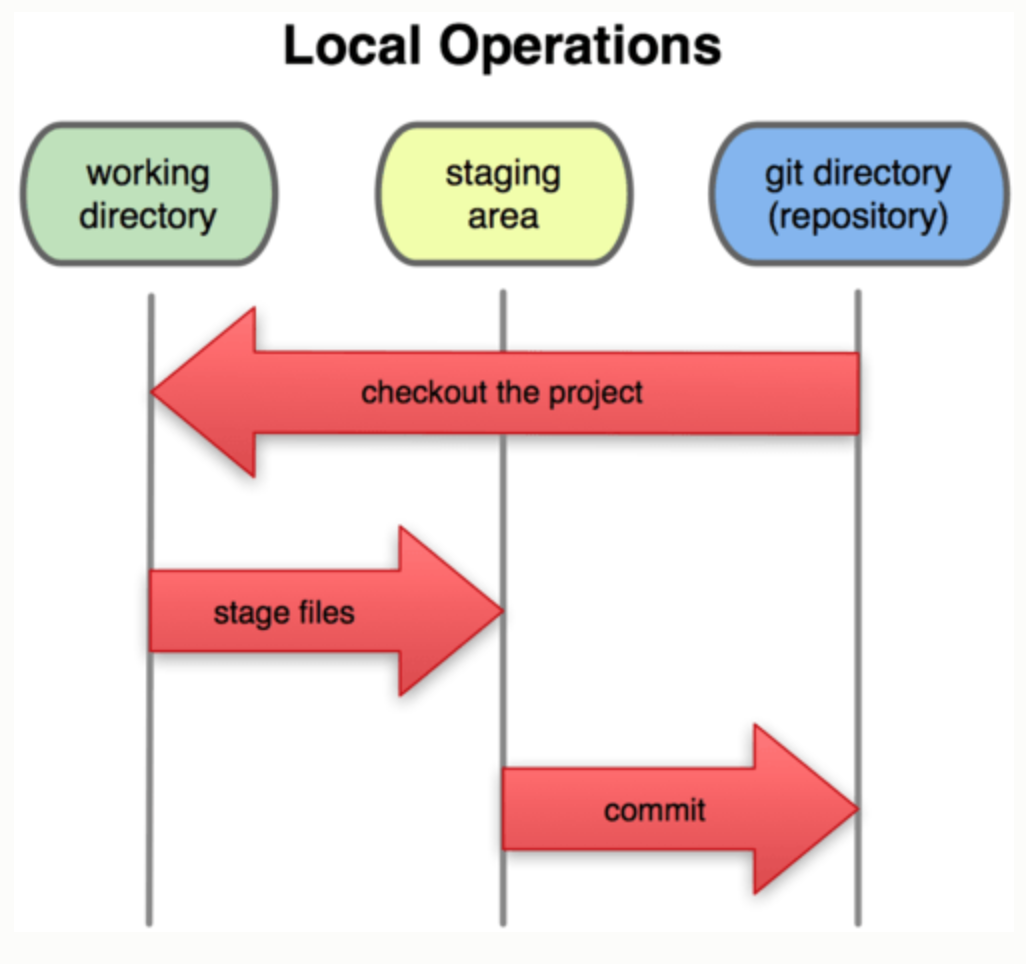 Local Operations
working
directory
staging
area
git directory
(repository)
checkout the project
stage files
commit